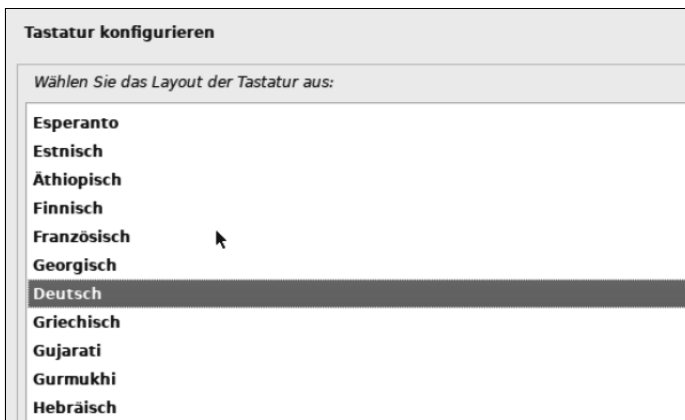 Tastatur konfigurieren
Wählen Sie das Layout der Tastatur aus:
Esperanto
Estnisch
Äthiopisch
Finnisch
Französisch
Georgisch
Deutsch
Griechisch
Gujarati
Gurmukhi
Hebräisch